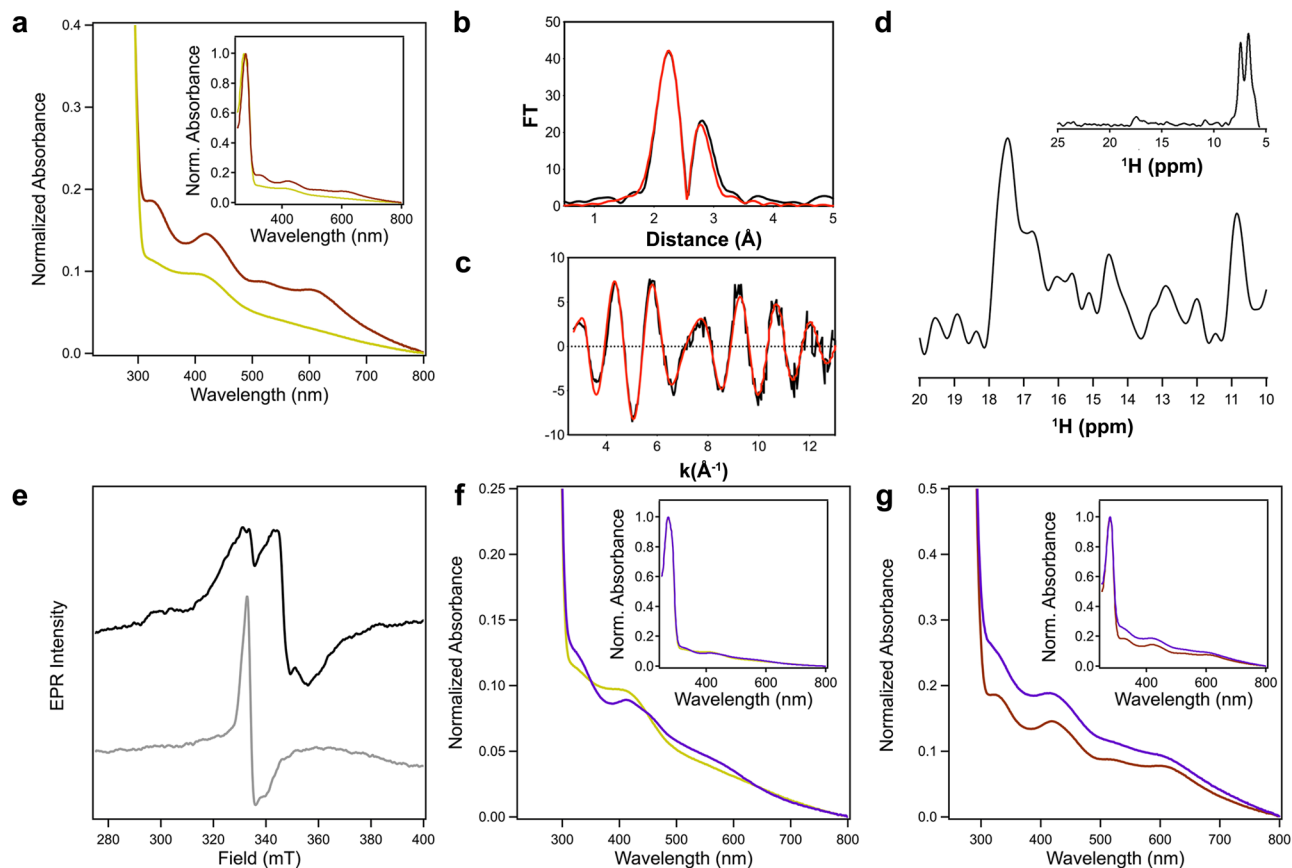 a
0.4
0.3
0.2
0.1
0.0
Normalized Absorbance
300 400 500 600 700 800
Wavelength (nm)
1.0
0.8
0.6
0.4
0.2
0.0
Norm. Absorbance
400 600 800
Wavelength (nm)
b
50
40
30
20
10
0
FT
1 2 3 4 5
Distance (Å)
c
10
5
0
-5
-10
4 6 8 10 12
k(Å-1)
d
25 20 15 10 5
1H (ppm)
20 19 18 17 16 15 14 13 12 11 10
1H (ppm)
e
EPR Intensity
280 300 320 340 360 380 400
Field (mT)
f
0.25
0.20
0.15
0.10
0.05
0.00
Normalized Absorbance
300 400 500 600 700 800
Wavelength (nm)
1.0
0.8
0.6
0.4
0.2
0.0
Norm. Absorbance
400 600 800
Wavelength (nm)
g
0.5
0.4
0.3
0.2
0.1
0.0
Normalized Absorbance
300 400 500 600 700 800
Wavelength (nm)
1.0
0.8
0.6
0.4
0.2
0.0
Norm. Absorbance
400 600 800
Wavelength (nm)